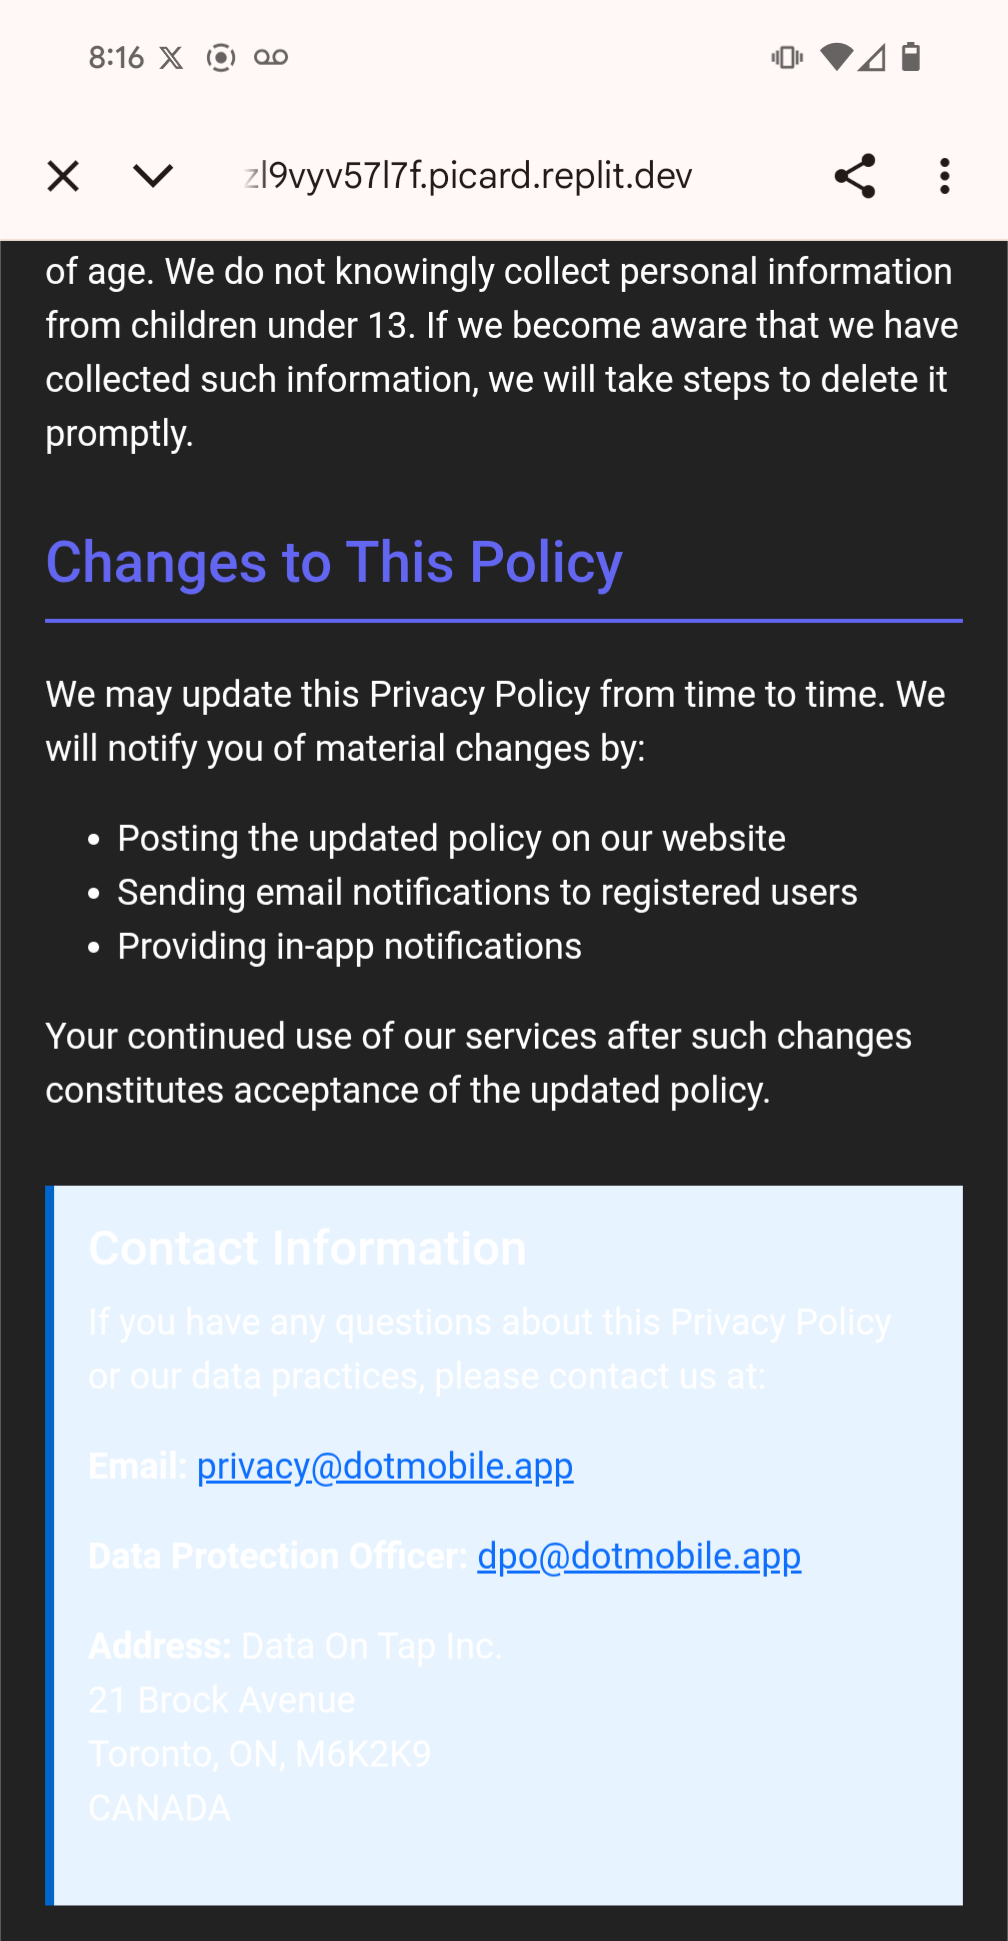 8:16
zl9vyv57l7f.picard.replit.dev
of age. We do not knowingly collect personal information
from children under 13. If we become aware that we have
collected such information, we will take steps to delete it
promptly.
Changes to This Policy
We may update this Privacy Policy from time to time. We
will notify you of material changes by:
• Posting the updated policy on our website
• Sending email notifications to registered users
• Providing in-app notifications
Your continued use of our services after such changes
constitutes acceptance of the updated policy.
Contact Information
If you have any questions about this Privacy Policy
or our data practices, please contact us at:
Email: privacy@dotmobile.app
Data Protection Officer: dpo@dotmobile.app
Address: Data On Tap Inc.
21 Brock Avenue
Toronto, ON, M6K2K9
CANADA